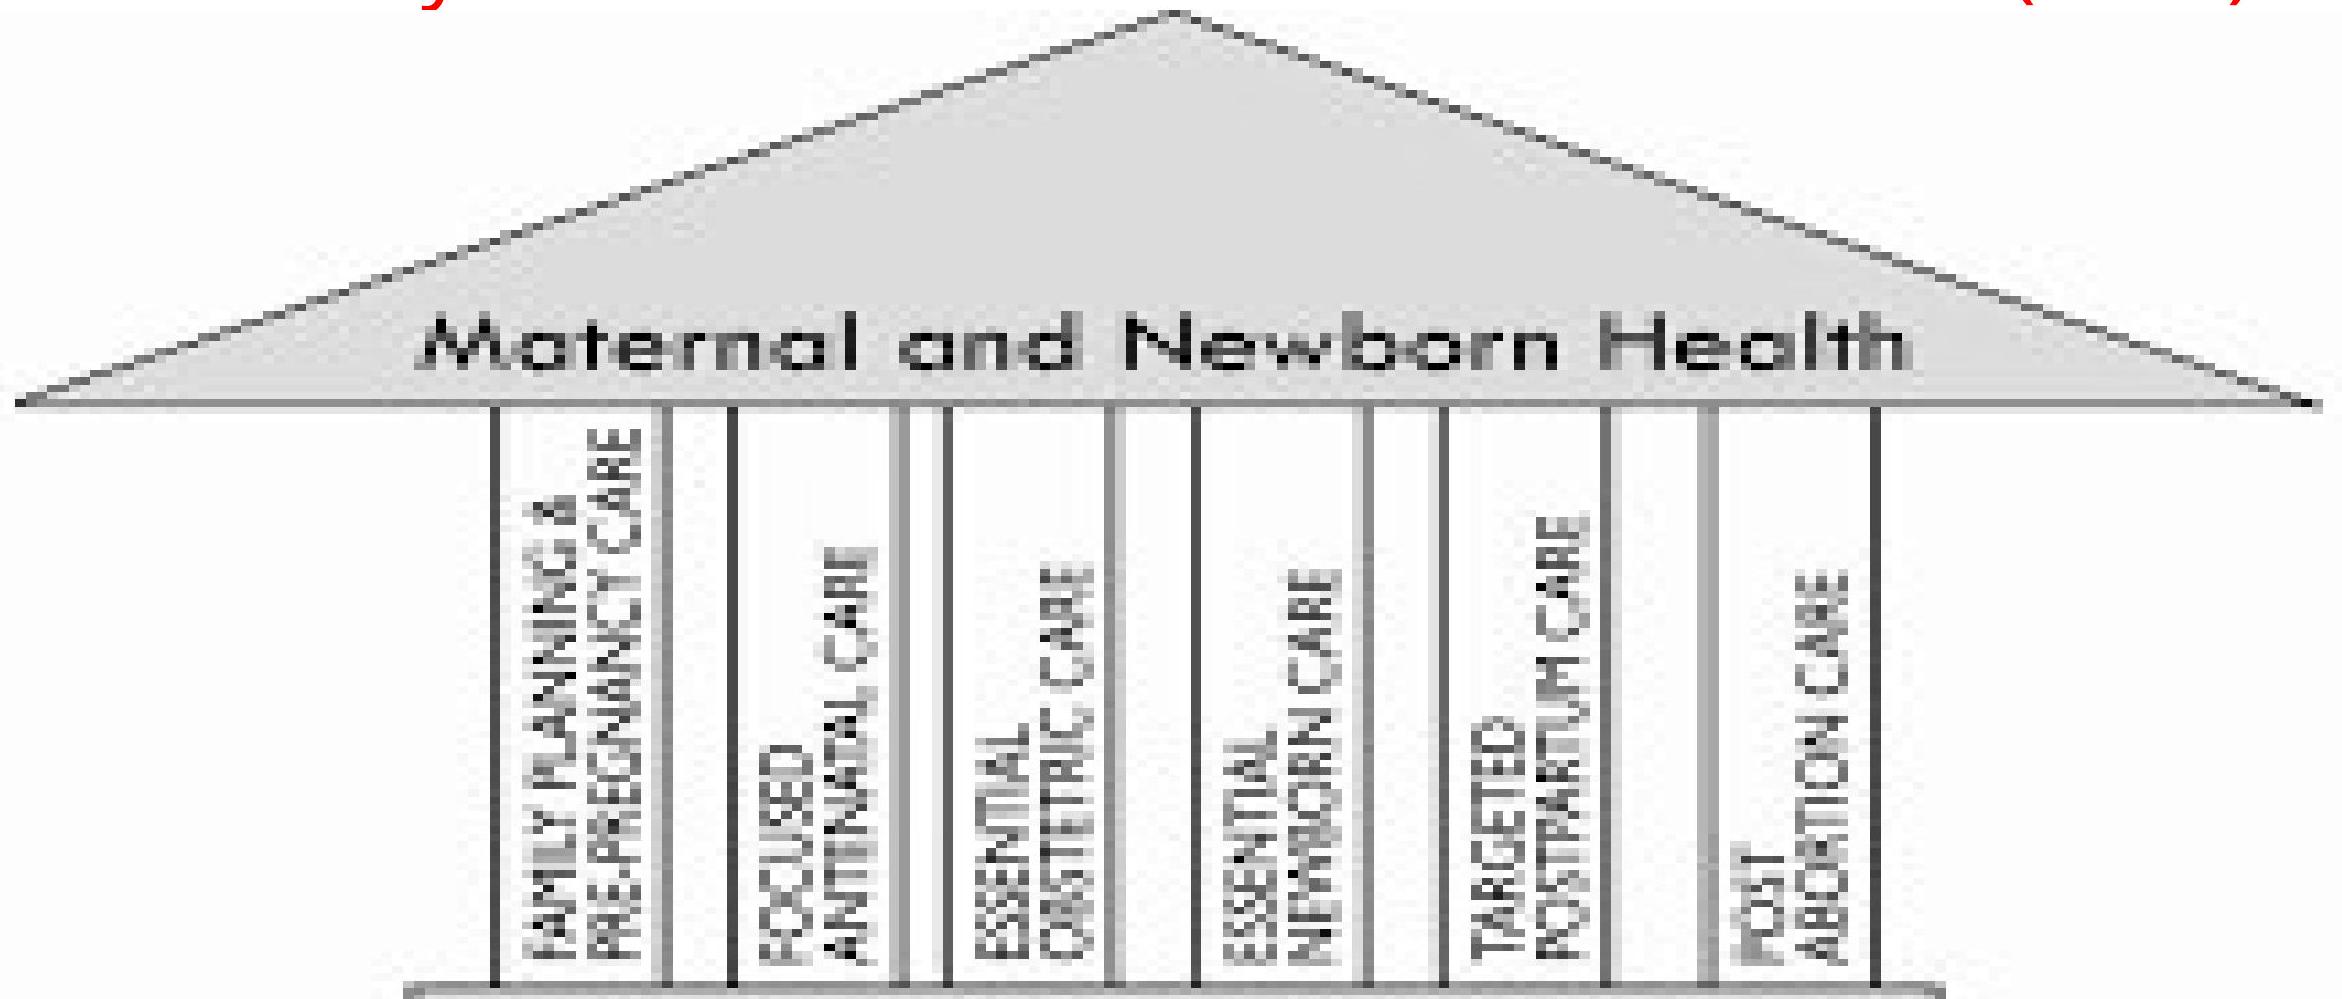 Maternal and Newborn Health
FAMILY PLANNING &
PRE-PREGNANCY CARE
FOCUSED
ANTENATAL CARE
ESSENTIAL
OBSTETRIC CARE
ESSENTIAL
NEWBORN CARE
TARGETED
POSTPARTUM CARE
POST
ABORTION CARE